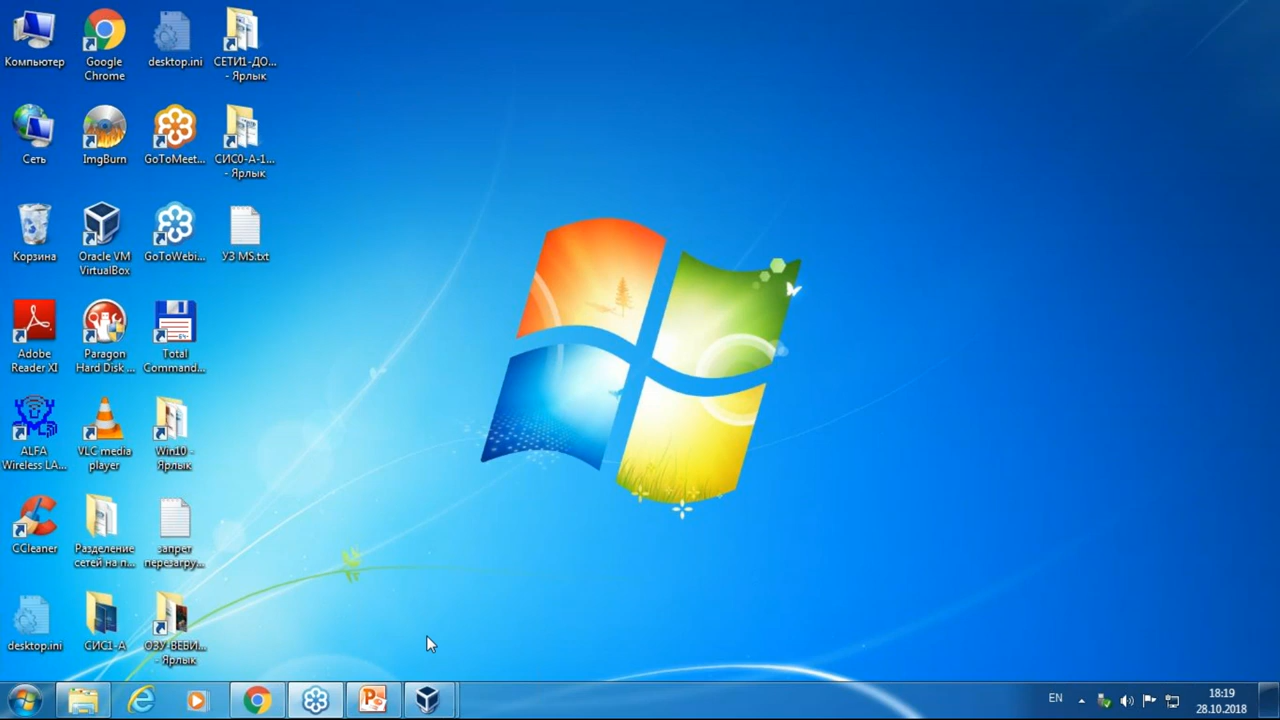 Компьютер
Google
Chrome
desktop.ini
СЕТИ1-ДО...
- Ярлык
Сеть
ImgBurn
GoToMeet...
СИС0-А-1...
- Ярлык
Корзина
Oracle VM
VirtualBox
GoToWebi...
УЗ MS.txt
Adobe
Reader XI
Paragon
Hard Disk ...
Total
Command...
ALFA
Wireless LA...
VLC media
player
Win10 -
Ярлык
CCleaner
Разделение
сетей на п...
запрет
перезагру...
desktop.ini
СИС1-А
ОЗУ-ВЕБИ...
- Ярлык
EN
18:19
28.10.2018